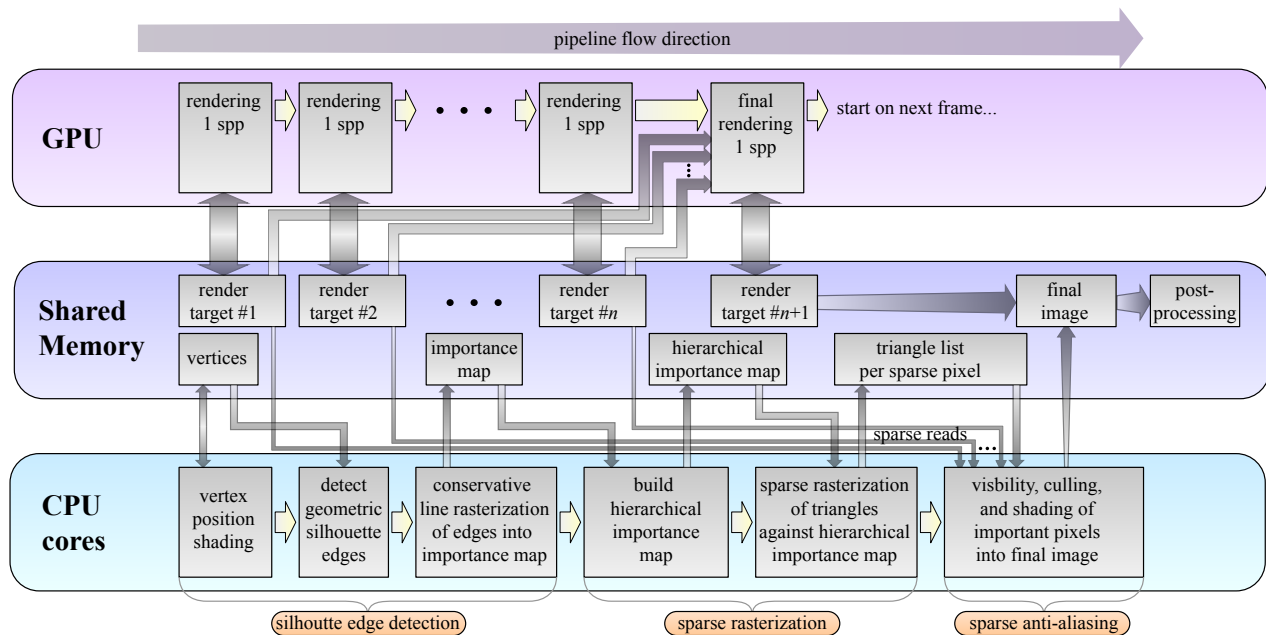 pipeline flow direction
GPU
rendering
1 spp
rendering
1 spp
rendering
1 spp
final
rendering
1 spp
start on next frame...
Shared
Memory
render
target #1
render
target #2
render
target #n
render
target #n+1
final
image
post-
processing
vertices
importance
map
hierarchical
importance map
triangle list
per sparse pixel
sparse reads
CPU
cores
vertex
position
shading
detect
geometric
silhouette
edges
conservative
line rasterization
of edges into
importance map
build
hierarchical
importance
map
sparse rasterization
of triangles
against hierarchical
importance map
visbility, culling,
and shading of
important pixels
into final image
silhoutte edge detection
sparse rasterization
sparse anti-aliasing